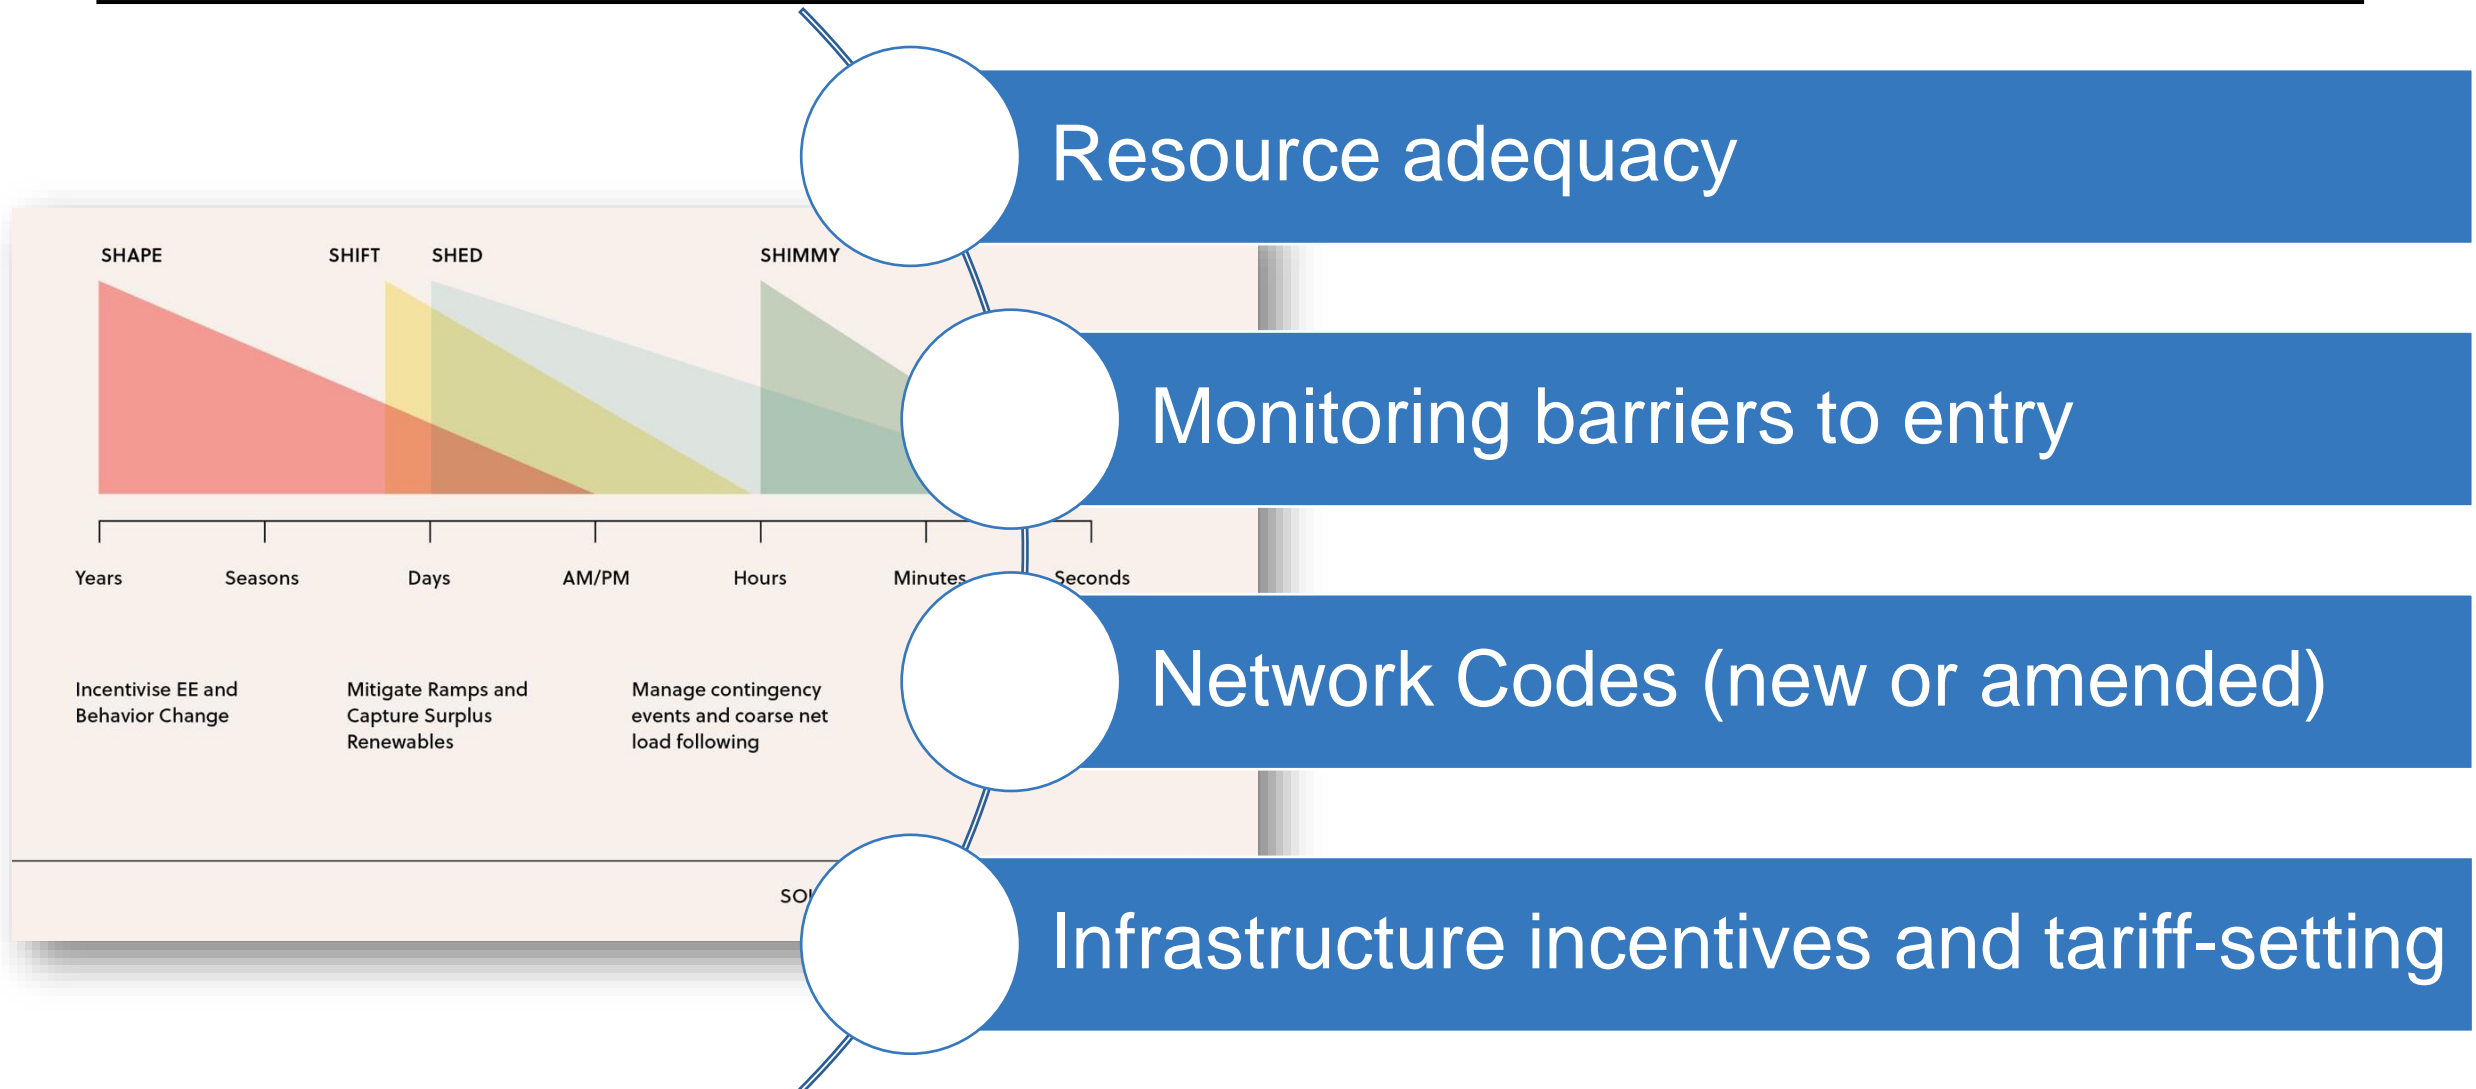 Resource adequacy
Monitoring barriers to entry
Network Codes (new or amended)
Infrastructure incentives and tariff-setting
SHAPE
SHIFT
SHED
SHIMMY
Years
Seasons
Days
AM/PM
Hours
Minutes
Seconds
Incentivise EE and
Behavior Change
Mitigate Ramps and
Capture Surplus
Renewables
Manage contingency
events and coarse net
load following